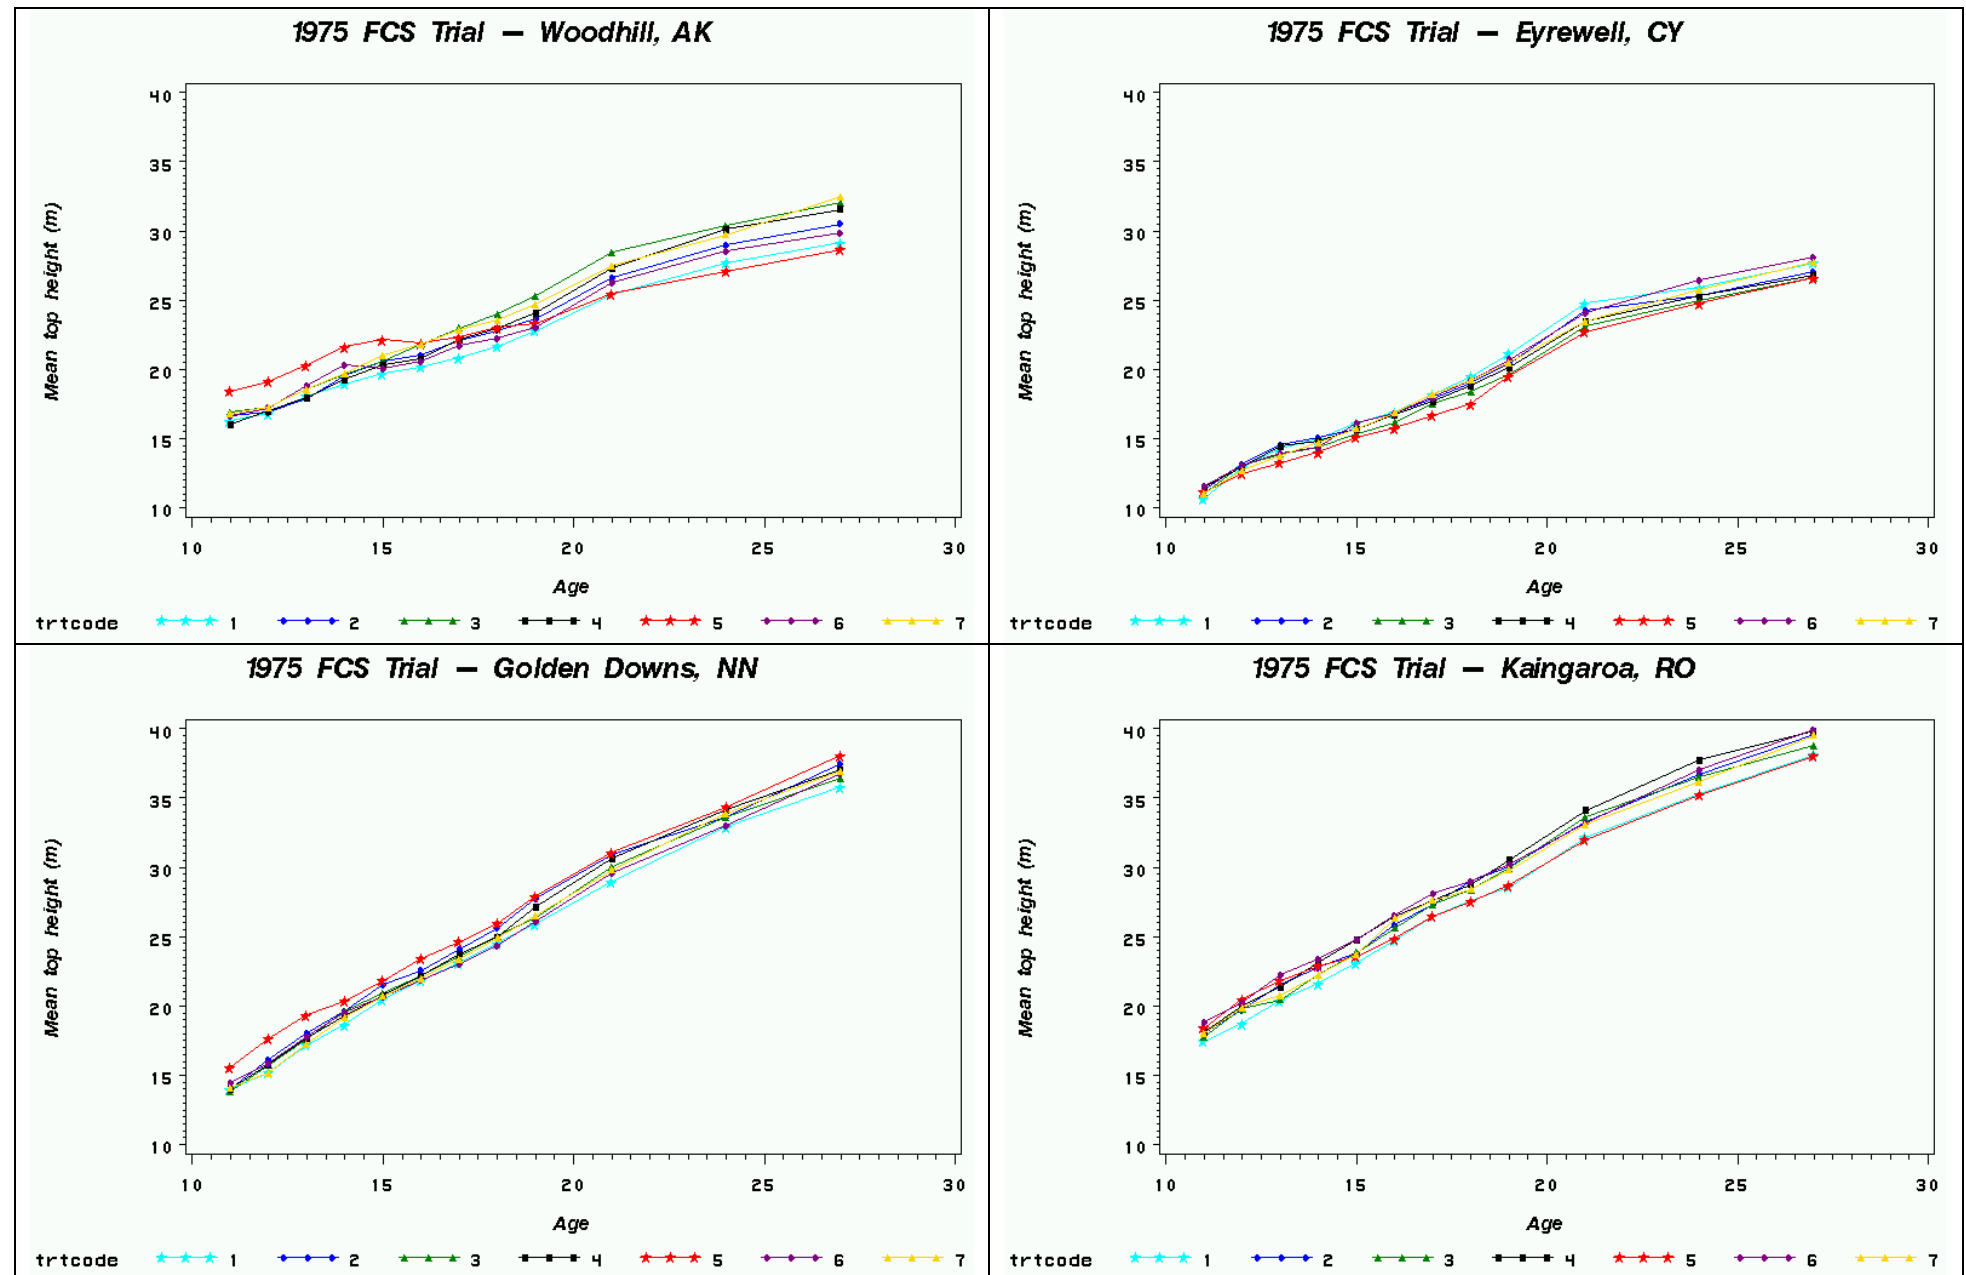 1975 FCS Trial — Woodhill, AK
40
35
30
25
20
15
10
Mean top height (m)
10 15 20 25 30
Age
trtcode 1 2 3 4 5 6 7
1975 FCS Trial — Eyrewell, CY
40
35
30
25
20
15
10
Mean top height (m)
10 15 20 25 30
Age
trtcode 1 2 3 4 5 6 7
1975 FCS Trial — Golden Downs, NN
40
35
30
25
20
15
10
Mean top height (m)
10 15 20 25 30
Age
trtcode 1 2 3 4 5 6 7
1975 FCS Trial — Kaingaroa, RO
40
35
30
25
20
15
10
Mean top height (m)
10 15 20 25 30
Age
trtcode 1 2 3 4 5 6 7